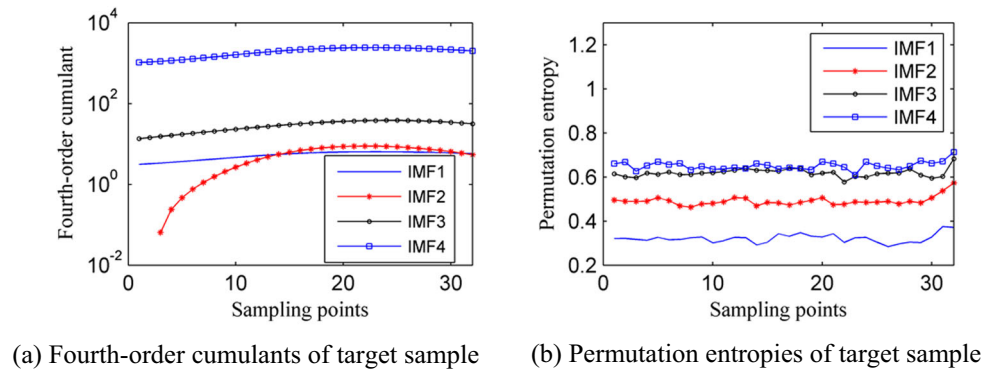 Fourth-order cumulant
10^4
10^2
10^0
10^-2
0
10
20
30
Sampling points
IMF1
IMF2
IMF3
IMF4
(a) Fourth-order cumulants of target sample
Permutation entropy
1.2
1
0.8
0.6
0.4
0.2
0
10
20
30
Sampling points
IMF1
IMF2
IMF3
IMF4
(b) Permutation entropies of target sample